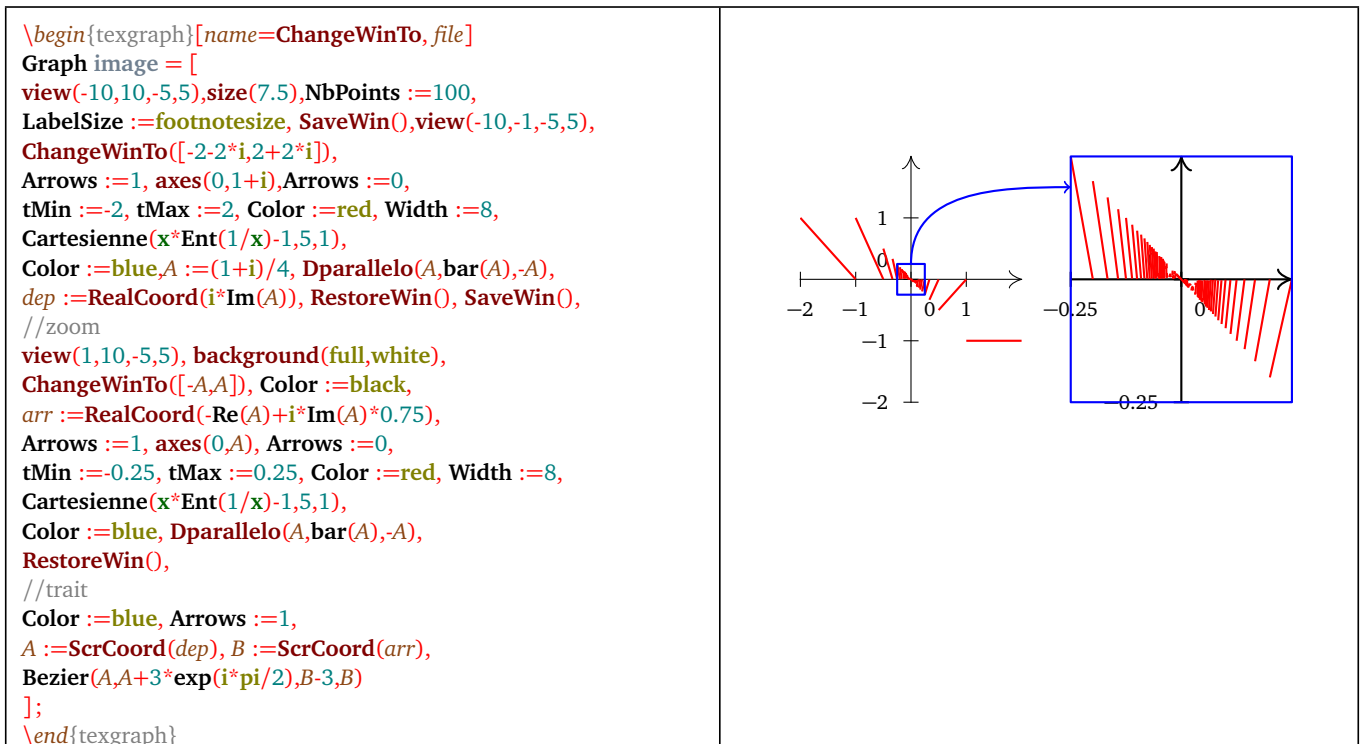 \begin{texgraph}[name=ChangeWinTo, file]
Graph image = [
view(-10,10,-5,5),size(7.5),NbPoints :=100,
LabelSize :=footnotesize, SaveWin(),view(-10,-1,-5,5),
ChangeWinTo([-2-2*i,2+2*i]),
Arrows :=1, axes(0,1+i),Arrows :=0,
tMin :=-2, tMax :=2, Color :=red, Width :=8,
Cartesienne(x*Ent(1/x)-1,5,1),
Color :=blue,A :=(1+i)/4, Dparallelo(A,bar(A),-A),
dep :=RealCoord(i*Im(A)), RestoreWin(), SaveWin(),
//zoom
view(1,10,-5,5), background(full,white),
ChangeWinTo([-A,A]), Color :=black,
arr :=RealCoord(-Re(A)+i*Im(A)*0.75),
Arrows :=1, axes(0,A), Arrows :=0,
tMin :=-0.25, tMax :=0.25, Color :=red, Width :=8,
Cartesienne(x*Ent(1/x)-1,5,1),
Color :=blue, Dparallelo(A,bar(A),-A),
RestoreWin(),
//trait
Color :=blue, Arrows :=1,
A :=ScrCoord(dep), B :=ScrCoord(arr),
Bezier(A,A+3*exp(i*pi/2),B-3,B)
];
\end{texgraph}
1
0
−2 −1 0 1 −0.25 0
−1
−2 −0.25